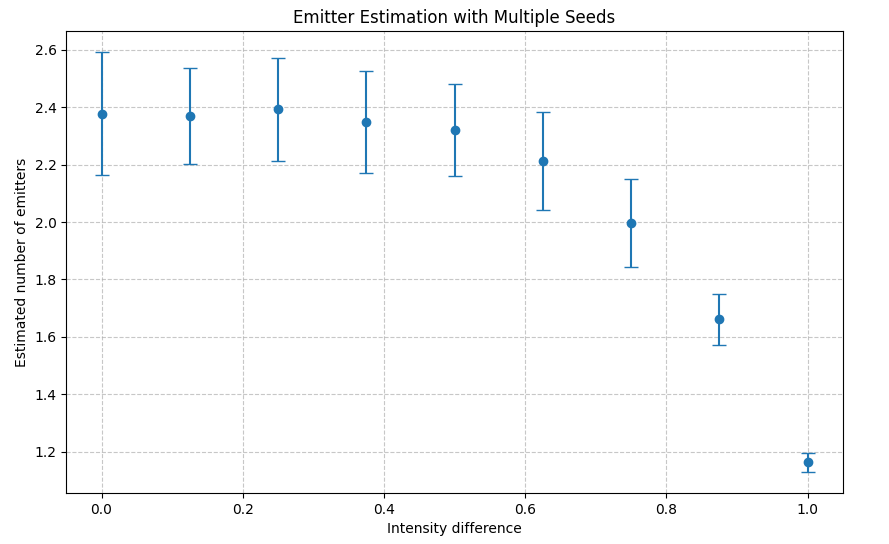 Emitter Estimation with Multiple Seeds
Estimated number of emitters
2.6
2.4
2.2
2.0
1.8
1.6
1.4
1.2
0.0 0.2 0.4 0.6 0.8 1.0
Intensity difference